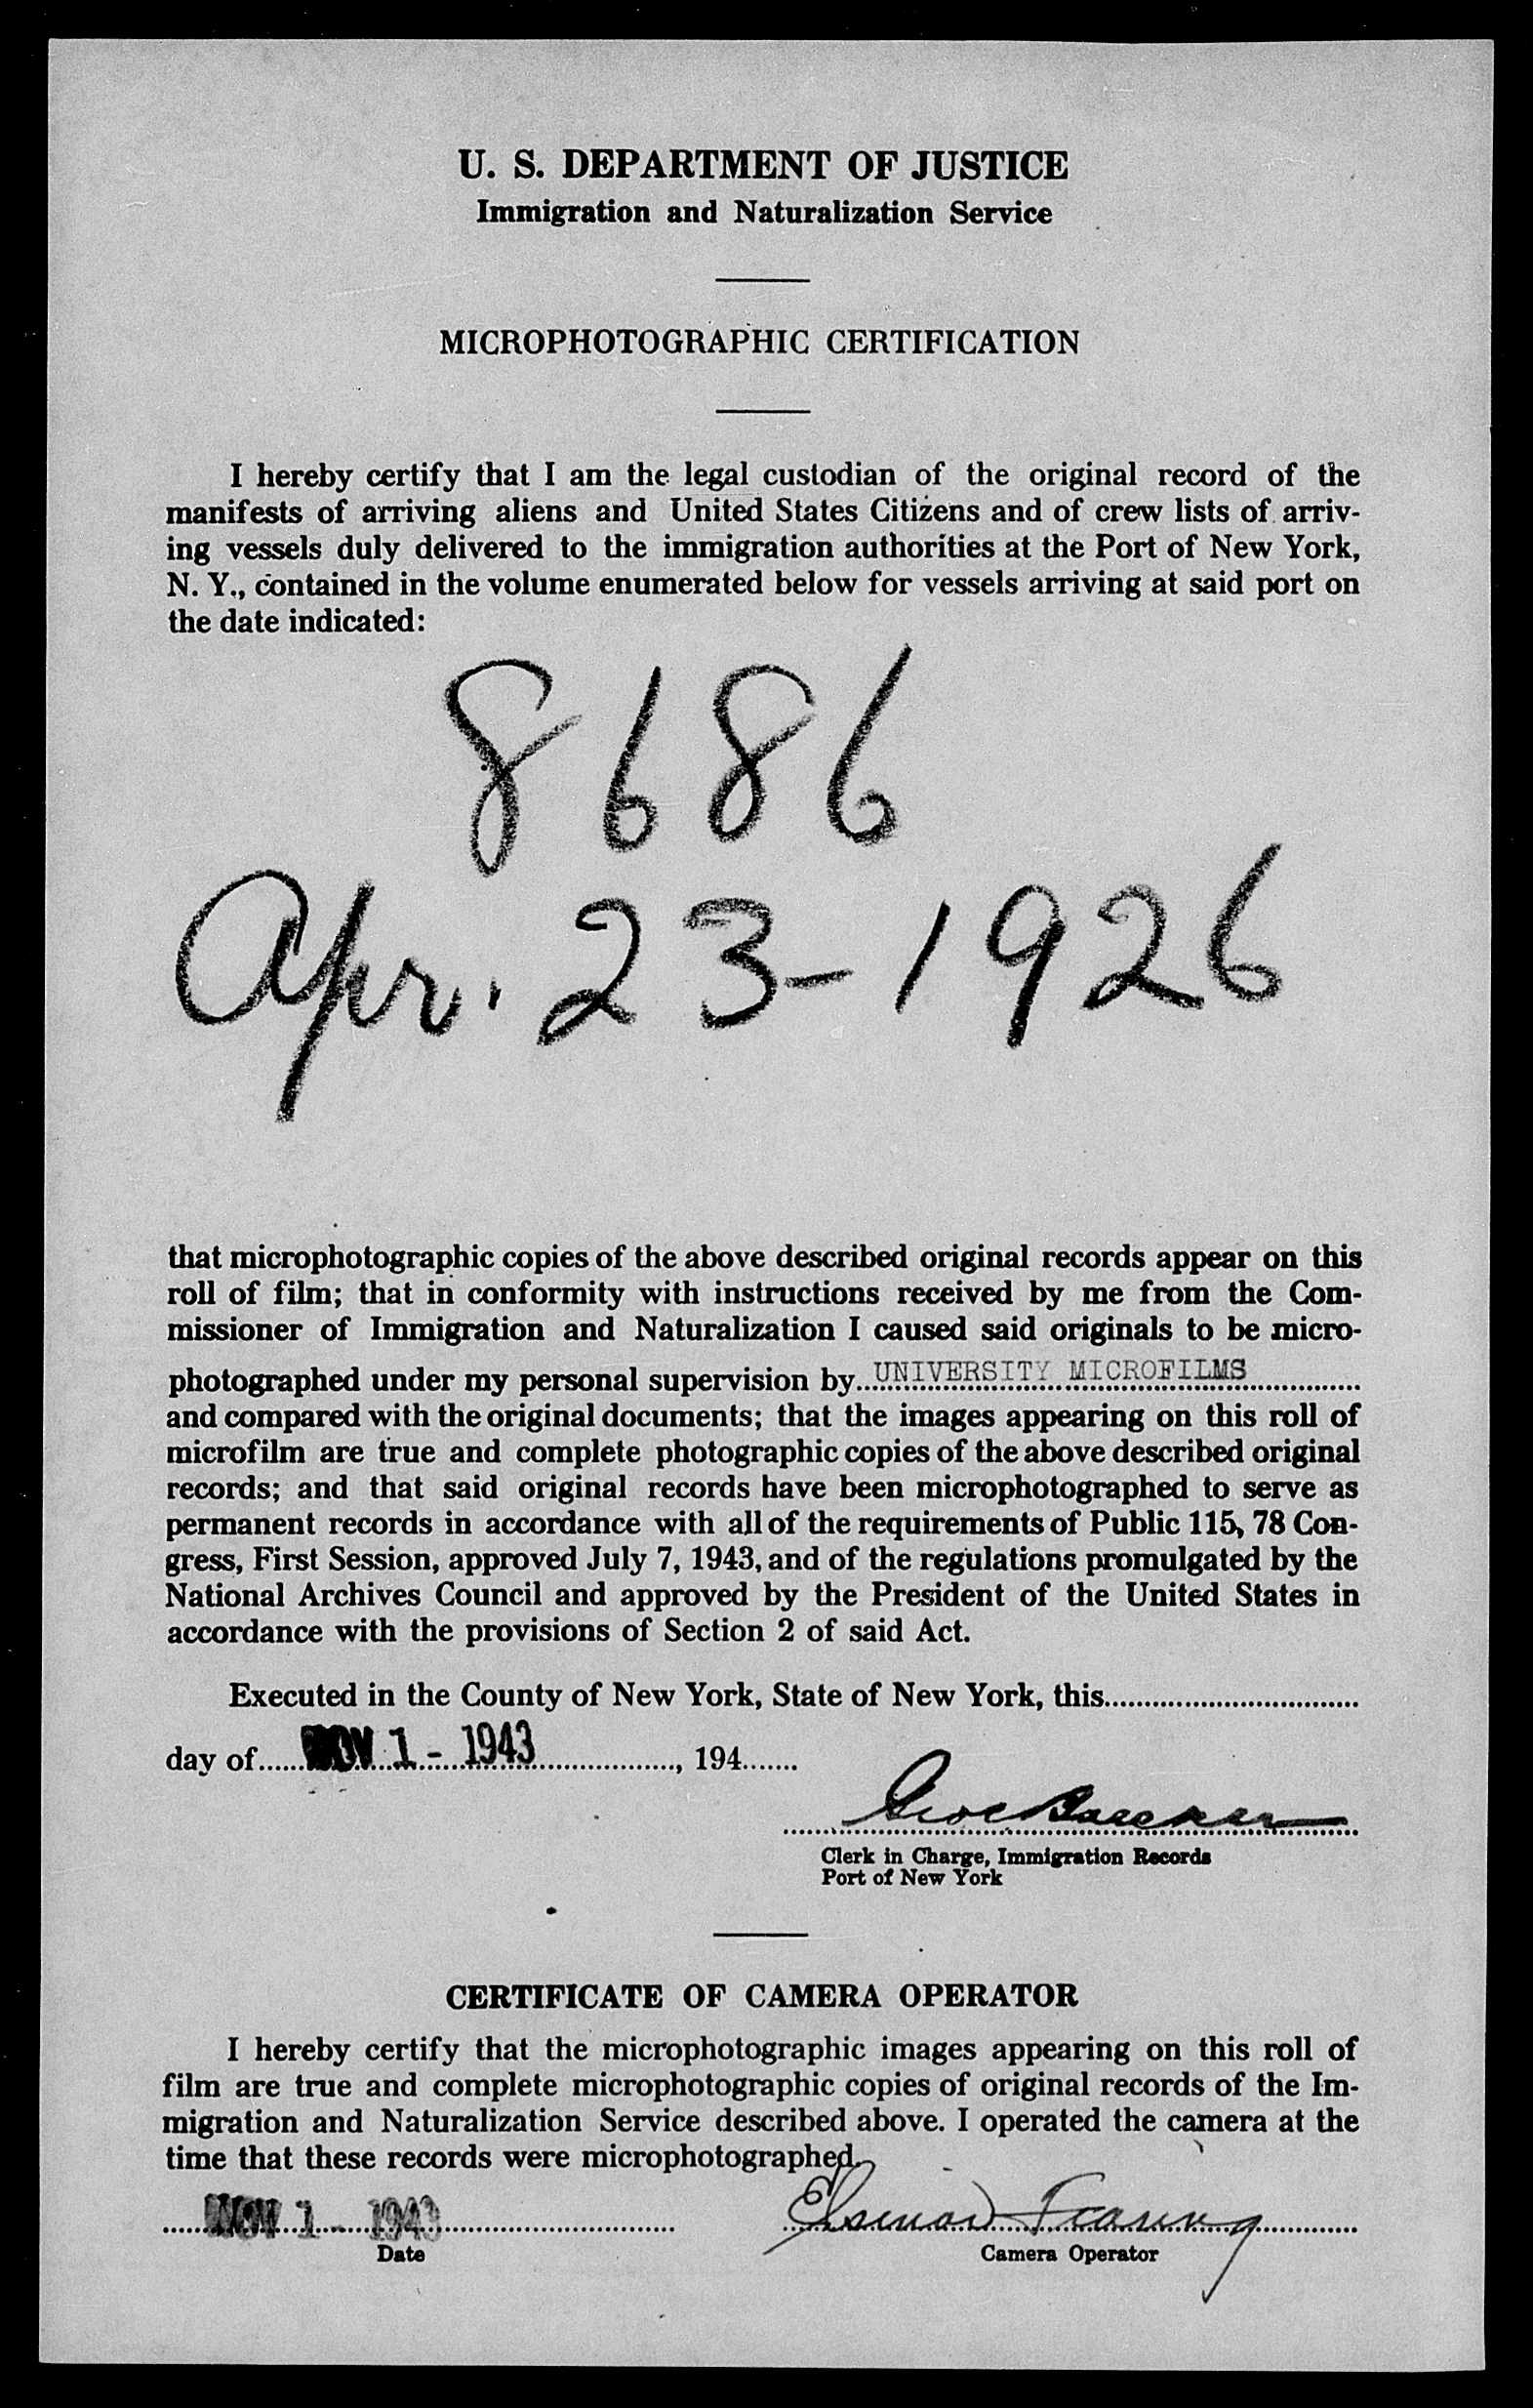 U. S. DEPARTMENT OF JUSTICE
Immigration and Naturalization Service
MICROPHOTOGRAPHIC CERTIFICATION
I hereby certify that I am the legal custodian of the original record of the
manifests of arriving aliens and United States Citizens and of crew lists of arriv-
ing vessels duly delivered to the immigration authorities at the Port of New York,
N. Y., contained in the volume enumerated below for vessels arriving at said port on
the date indicated:
8686
Apr. 23-1926
that microphotographic copies of the above described original records appear on this
roll of film; that in conformity with instructions received by me from the Com-
missioner of Immigration and Naturalization I caused said originals to be micro-
photographed under my personal supervision by UNIVERSITY MICROFILMS
and compared with the original documents; that the images appearing on this roll of
microfilm are true and complete photographic copies of the above described original
records; and that said original records have been microphotographed to serve as
permanent records in accordance with all of the requirements of Public 115, 78 Con-
gress, First Session, approved July 7, 1943, and of the regulations promulgated by the
National Archives Council and approved by the President of the United States in
accordance with the provisions of Section 2 of said Act.
Executed in the County of New York, State of New York, this
day of NOV 1 - 1943, 194
Clerk in Charge, Immigration Records
Port of New York
CERTIFICATE OF CAMERA OPERATOR
I hereby certify that the microphotographic images appearing on this roll of
film are true and complete microphotographic copies of original records of the Im-
migration and Naturalization Service described above. I operated the camera at the
time that these records were microphotographed.
NOV 1 - 1943
Date
Camera Operator